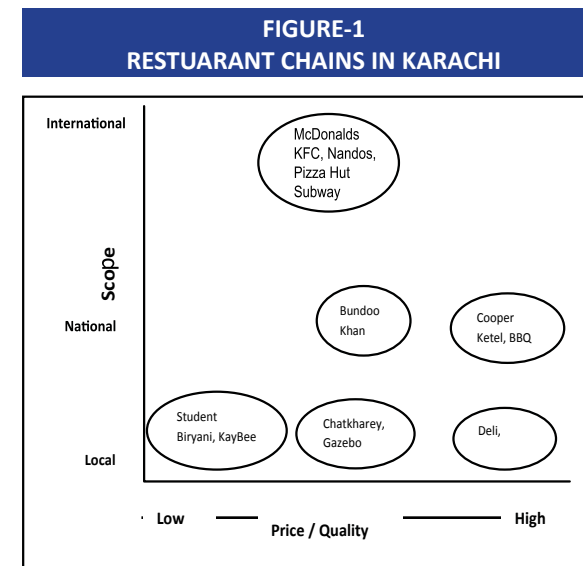 FIGURE-1
RESTUARANT CHAINS IN KARACHI
International
McDonalds
KFC, Nandos,
Pizza Hut
Subway
Scope
National
Bundoo
Khan
Cooper
Ketel, BBQ
Student
Biryani, KayBee
Chatkharey,
Gazebo
Deli,
Local
Low
Price / Quality
High